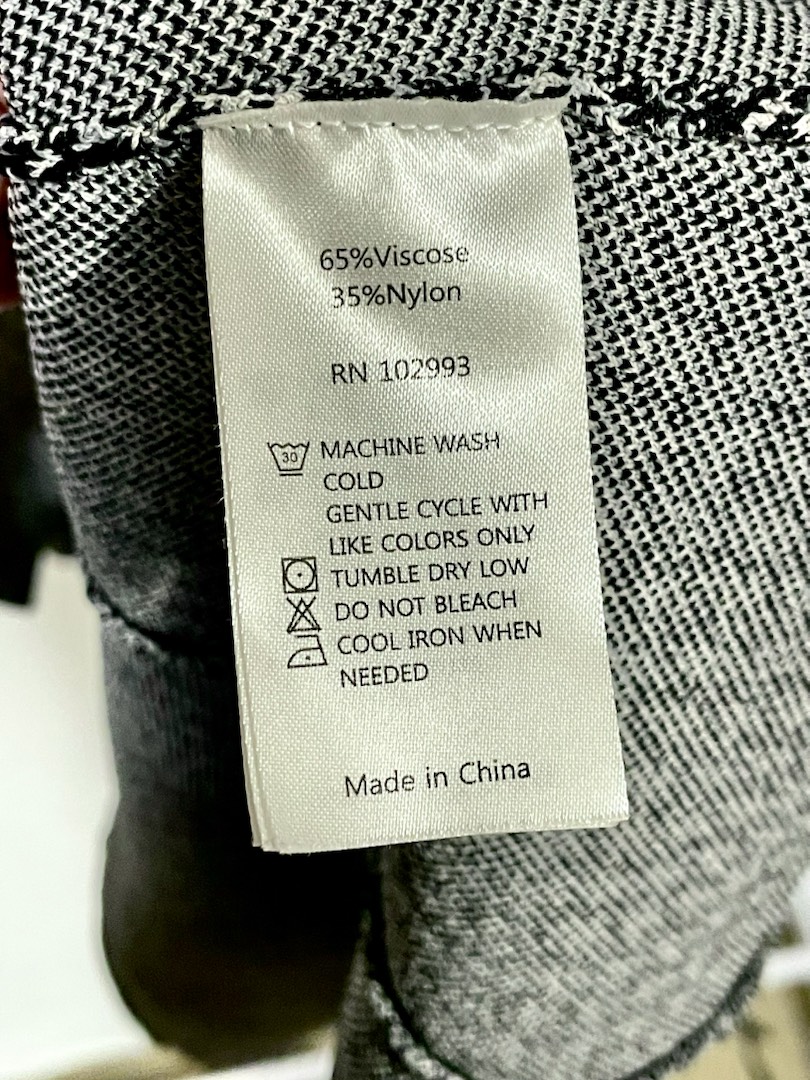 65%Viscose
35%Nylon
RN 102993
30
MACHINE WASH
COLD
GENTLE CYCLE WITH
LIKE COLORS ONLY
TUMBLE DRY LOW
DO NOT BLEACH
COOL IRON WHEN
NEEDED
Made in China